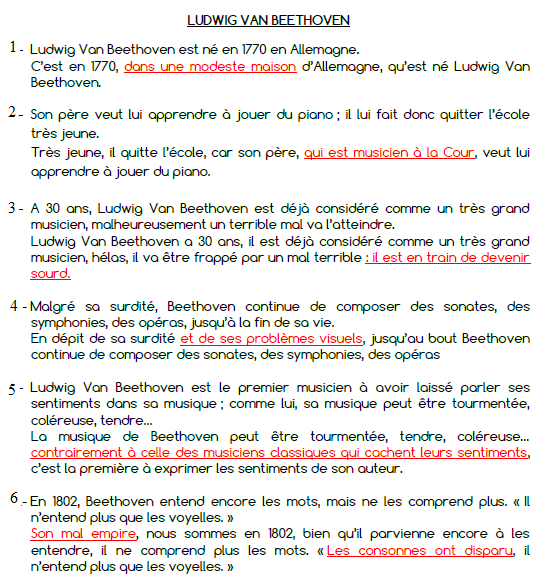 LUDWIG VAN BEETHOVEN
1 - Ludwig Van Beethoven est né en 1770 en Allemagne.
C'est en 1770, dans une modeste maison d'Allemagne, qu'est né Ludwig Van
Beethoven.
2 - Son père veut lui apprendre à jouer du piano ; il lui fait donc quitter l'école
très jeune.
Très jeune, il quitte l'école, car son père, qui est musicien à la Cour, veut lui
apprendre à jouer du piano.
3 - A 30 ans, Ludwig Van Beethoven est déjà considéré comme un très grand
musicien, malheureusement un terrible mal va l'atteindre.
Ludwig Van Beethoven a 30 ans, il est déjà considéré comme un très grand
musicien, hélas, il va être frappé par un mal terrible : il est en train de devenir
sourd.
4 - Malgré sa surdité, Beethoven continue de composer des sonates, des
symphonies, des opéras, jusqu'à la fin de sa vie.
En dépit de sa surdité et de ses problèmes visuels, jusqu'au bout Beethoven
continue de composer des sonates, des symphonies, des opéras
5 - Ludwig Van Beethoven est le premier musicien à avoir laissé parler ses
sentiments dans sa musique ; comme lui, sa musique peut être tourmentée,
coléreuse, tendre...
La musique de Beethoven peut être tourmentée, tendre, coléreuse...
contrairement à celle des musiciens classiques qui cachent leurs sentiments,
c'est la première à exprimer les sentiments de son auteur.
6 - En 1802, Beethoven entend encore les mots, mais ne les comprend plus. « Il
n'entend plus que les voyelles. »
Son mal empire, nous sommes en 1802, bien qu'il parvienne encore à les
entendre, il ne comprend plus les mots. « Les consonnes ont disparu, il
n'entend plus que les voyelles. »